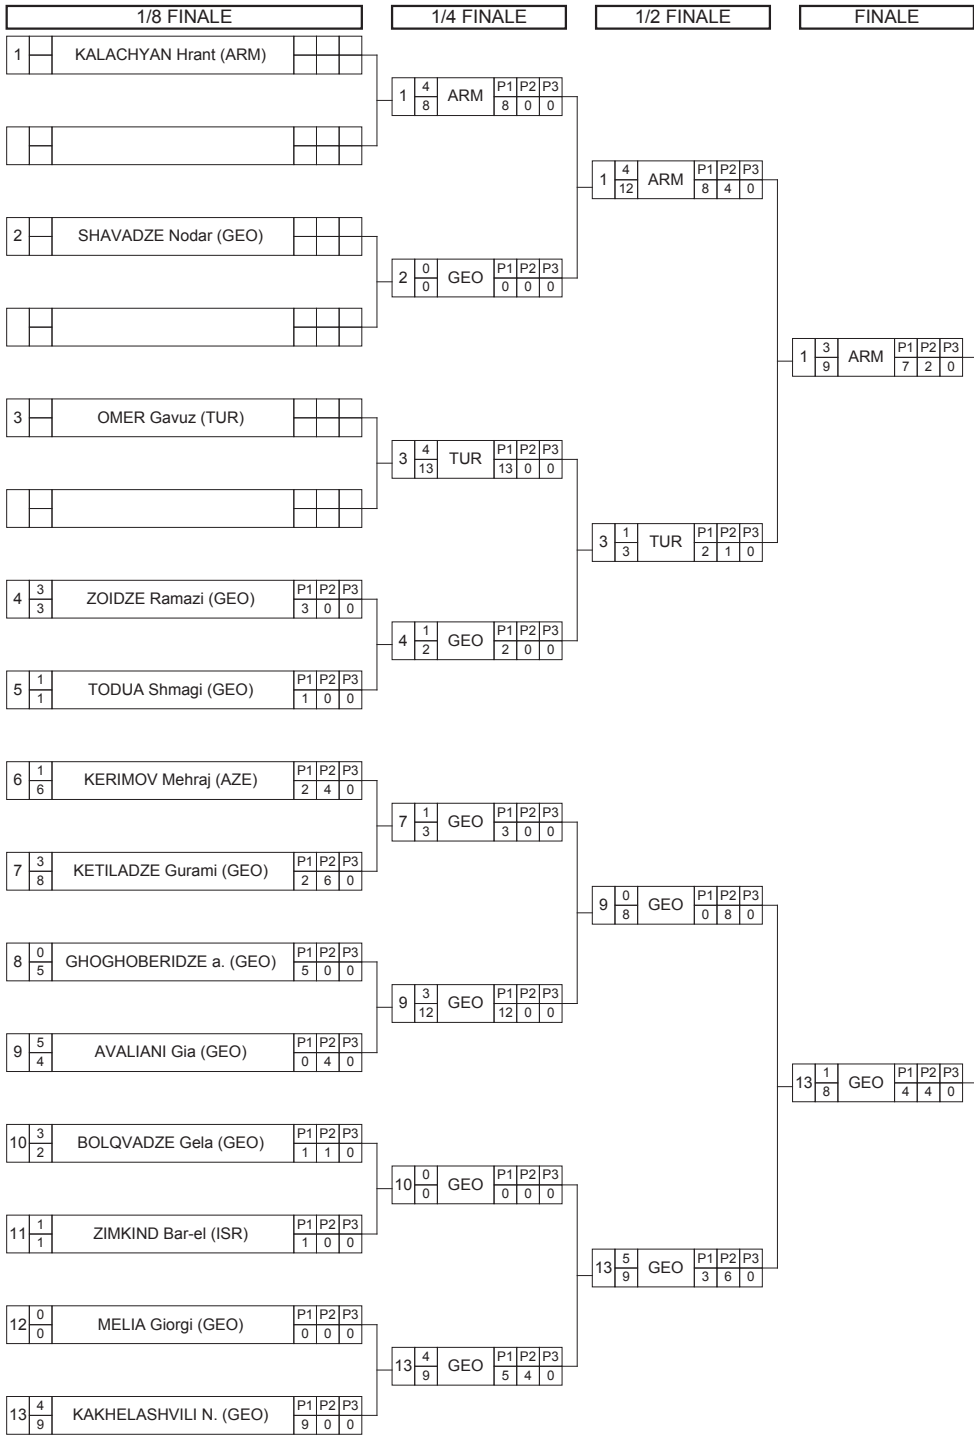 1/8 FINALE 1/4 FINALE 1/2 FINALE FINALE
1 KALACHYAN Hrant (ARM)
1 4 8 ARM P1 P2 P3 8 0 0
1 4 12 ARM P1 P2 P3 8 4 0
2 SHAVADZE Nodar (GEO)
2 0 0 GEO P1 P2 P3 0 0 0
1 3 9 ARM P1 P2 P3 7 2 0
3 OMER Gavuz (TUR)
3 4 13 TUR P1 P2 P3 13 0 0
3 1 3 TUR P1 P2 P3 2 1 0
4 3 3 ZOIDZE Ramazi (GEO) P1 P2 P3 3 0 0
4 1 2 GEO P1 P2 P3 2 0 0
5 1 1 TODUA Shmagi (GEO) P1 P2 P3 1 0 0
6 1 6 KERIMOV Mehraj (AZE) P1 P2 P3 2 4 0
7 1 3 GEO P1 P2 P3 3 0 0
7 3 8 KETILADZE Gurami (GEO) P1 P2 P3 2 6 0
9 0 8 GEO P1 P2 P3 0 8 0
8 0 5 GHOGHOBERIDZE a. (GEO) P1 P2 P3 5 0 0
9 3 12 GEO P1 P2 P3 12 0 0
9 5 4 AVALIANI Gia (GEO) P1 P2 P3 0 4 0
13 1 8 GEO P1 P2 P3 4 4 0
10 3 2 BOLQVADZE Gela (GEO) P1 P2 P3 1 1 0
10 0 0 GEO P1 P2 P3 0 0 0
11 1 1 ZIMKIND Bar-el (ISR) P1 P2 P3 1 0 0
13 5 9 GEO P1 P2 P3 3 6 0
12 0 0 MELIA Giorgi (GEO) P1 P2 P3 0 0 0
13 4 9 GEO P1 P2 P3 5 4 0
13 4 9 KAKHELASHVILI N. (GEO) P1 P2 P3 9 0 0